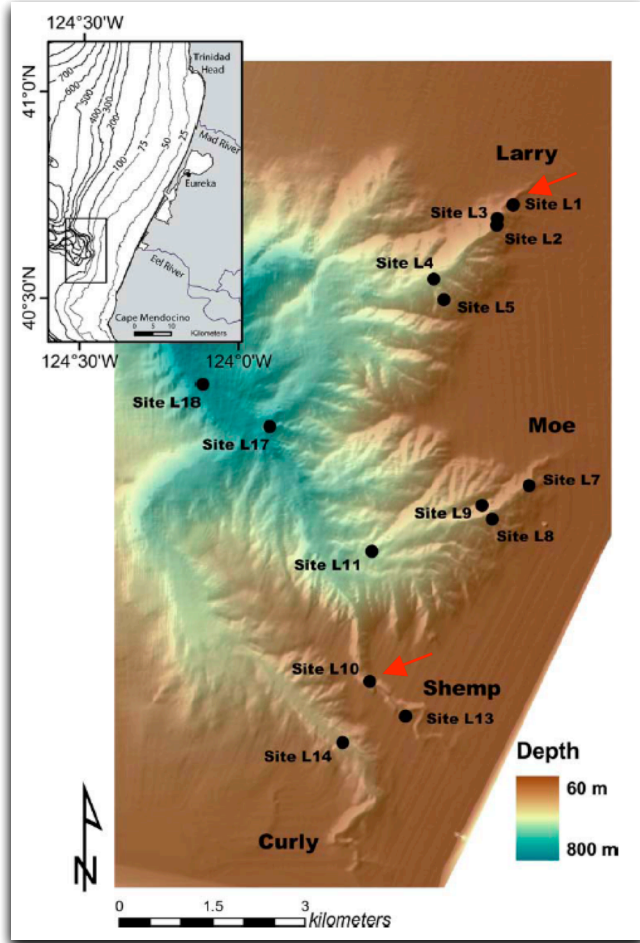 124°30'W
41°0'N
40°30'N
124°30'W
124°0'W
700
600
500
400
300
200
100
75
50
25
Trinidad
Head
Mad River
Eureka
Eel River
Cape Mendocino
0 5 10
Kilometers
Larry
Site L1
Site L3
Site L2
Site L4
Site L5
Site L18
Site L17
Moe
Site L7
Site L9
Site L8
Site L11
Site L10
Shemp
Site L13
Site L14
Curly
Depth
60 m
800 m
N
0 1.5 3
kilometers